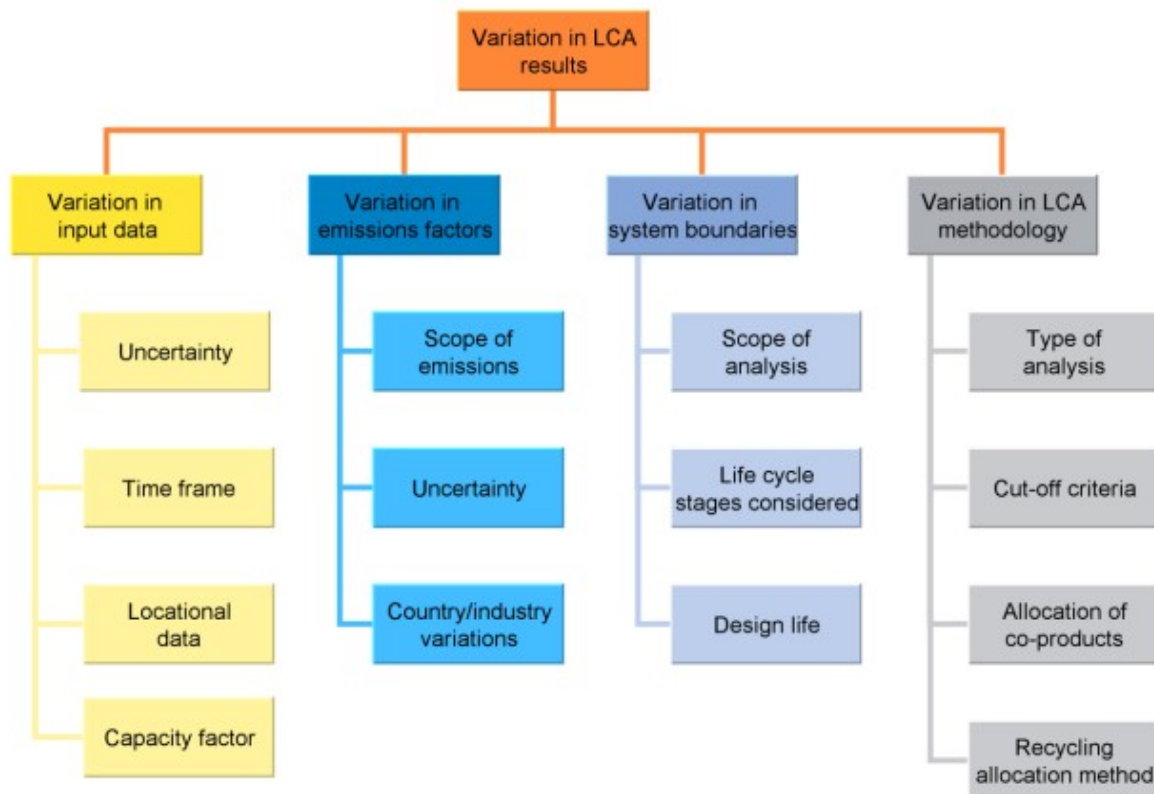 Variation in LCA
results
Variation in
input data
Variation in
emissions factors
Variation in
system boundaries
Variation in LCA
methodology
Uncertainty
Time frame
Locational
data
Capacity factor
Scope of
emissions
Uncertainty
Country/industry
variations
Scope of
analysis
Life cycle
stages considered
Design life
Type of
analysis
Cut-off criteria
Allocation of
co-products
Recycling
allocation method